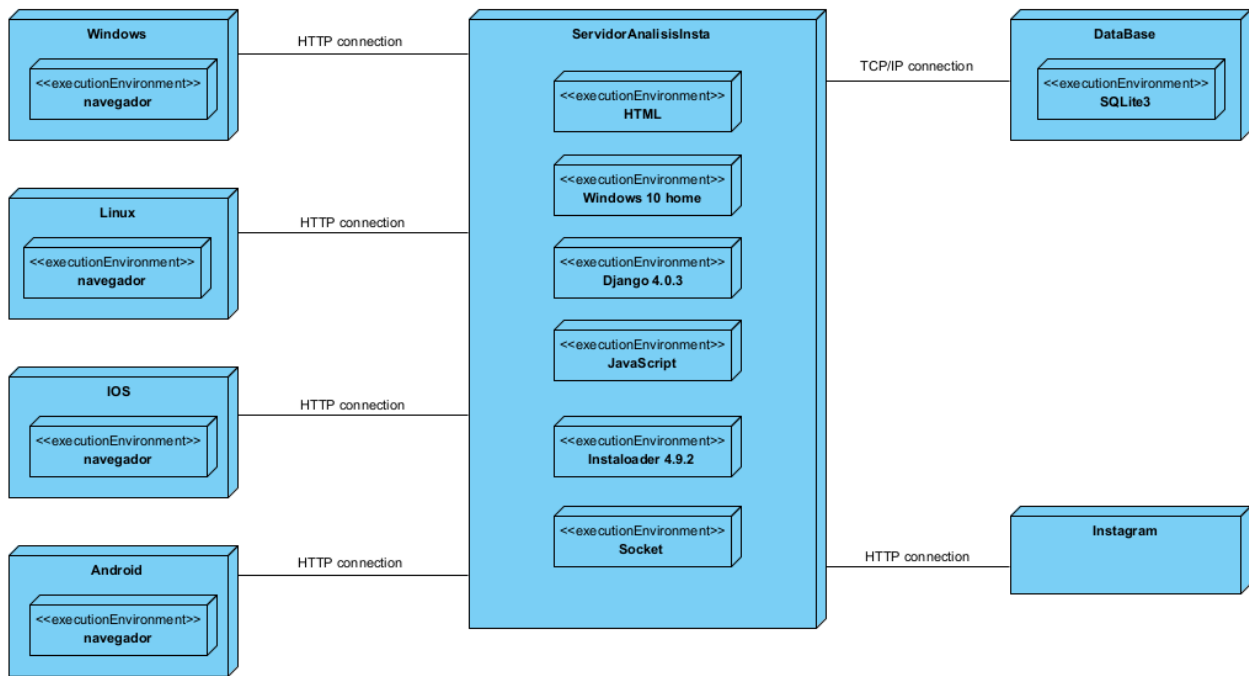 Windows
<<executionEnvironment>>
navegador
HTTP connection
Linux
<<executionEnvironment>>
navegador
HTTP connection
IOS
<<executionEnvironment>>
navegador
HTTP connection
Android
<<executionEnvironment>>
navegador
HTTP connection
ServidorAnalisisInsta
<<executionEnvironment>>
HTML
<<executionEnvironment>>
Windows 10 home
<<executionEnvironment>>
Django 4.0.3
<<executionEnvironment>>
JavaScript
<<executionEnvironment>>
Instaloader 4.9.2
<<executionEnvironment>>
Socket
TCP/IP connection
DataBase
<<executionEnvironment>>
SQLite3
HTTP connection
Instagram